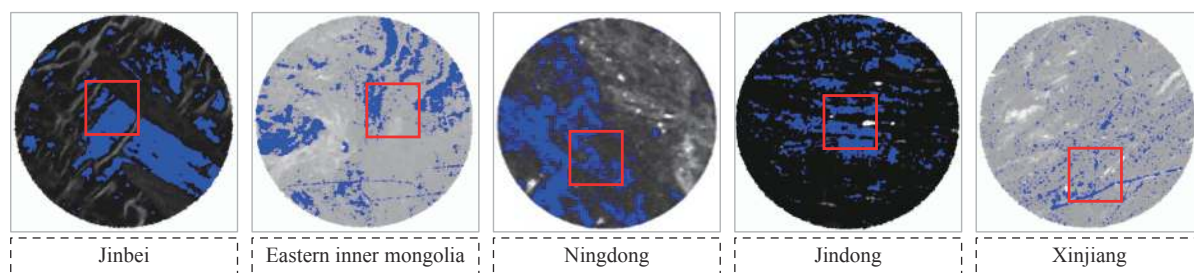 Jinbei
Eastern inner mongolia
Ningdong
Jindong
Xinjiang